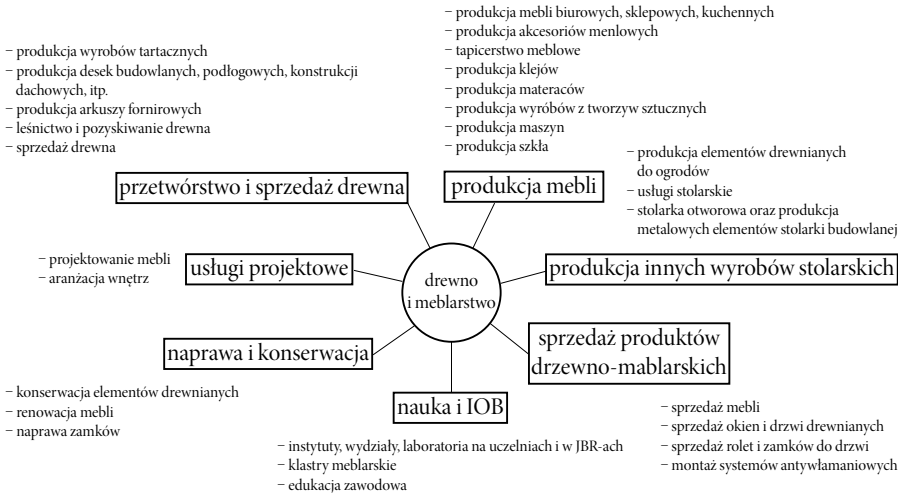 – produkcja wyrobów tartacznych
– produkcja desek budowlanych, podłogowych, konstrukcji
dachowych, itp.
– produkcja arkuszy fornirowych
– leśnictwo i pozyskiwanie drewna
– sprzedaż drewna
przetwórstwo i sprzedaż drewna
– produkcja mebli biurowych, sklepowych, kuchennych
– produkcja akcesoriów menlowych
– tapicerstwo meblowe
– produkcja klejów
– produkcja materaców
– produkcja wyróbów z tworzyw sztucznych
– produkcja maszyn
– produkcja szkła
produkcja mebli
– produkcja elementów drewnianych
do ogrodów
– usługi stolarskie
– stolarka otworowa oraz produkcja
metalowych elementów stolarki budowlanej
produkcja innych wyrobów stolarskich
– projektowanie mebli
– aranżacja wnętrz
usługi projektowe
drewno
i meblarstwo
naprawa i konserwacja
– konserwacja elementów drewnianych
– renowacja mebli
– naprawa zamków
sprzedaż produktów
drzewno-mablarskich
– sprzedaż mebli
– sprzedaż okien i drzwi drewnianych
– sprzedaż rolet i zamków do drzwi
– montaż systemów antywłamaniowych
nauka i IOB
– instytuty, wydziały, laboratoria na uczelniach i w JBR-ach
– klastry meblarskie
– edukacja zawodowa